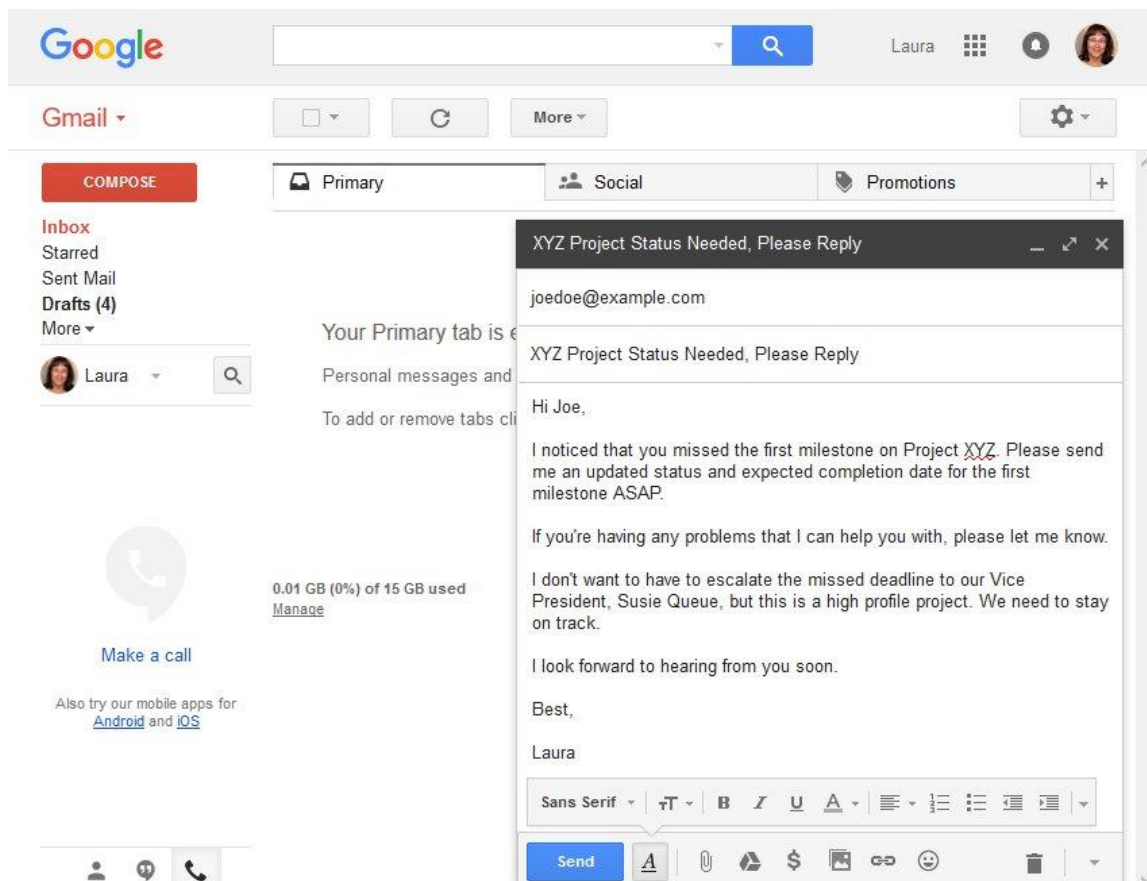 Google
Laura
Gmail
More
COMPOSE
Primary
Social
Promotions
+
Inbox
Starred
Sent Mail
Drafts (4)
More
Laura
Your Primary tab is
Personal messages and
To add or remove tabs
0.01 GB (0%) of 15 GB used
Manage
Make a call
Also try our mobile apps for
Android and iOS
XYZ Project Status Needed, Please Reply
joedoe@example.com
XYZ Project Status Needed, Please Reply
Hi Joe,
I noticed that you missed the first milestone on Project XYZ. Please send
me an updated status and expected completion date for the first
milestone ASAP.
If you're having any problems that I can help you with, please let me know.
I don't want to have to escalate the missed deadline to our Vice
President, Susie Queue, but this is a high profile project. We need to stay
on track.
I look forward to hearing from you soon.
Best,
Laura
Sans Serif TT B I U A
Send A $